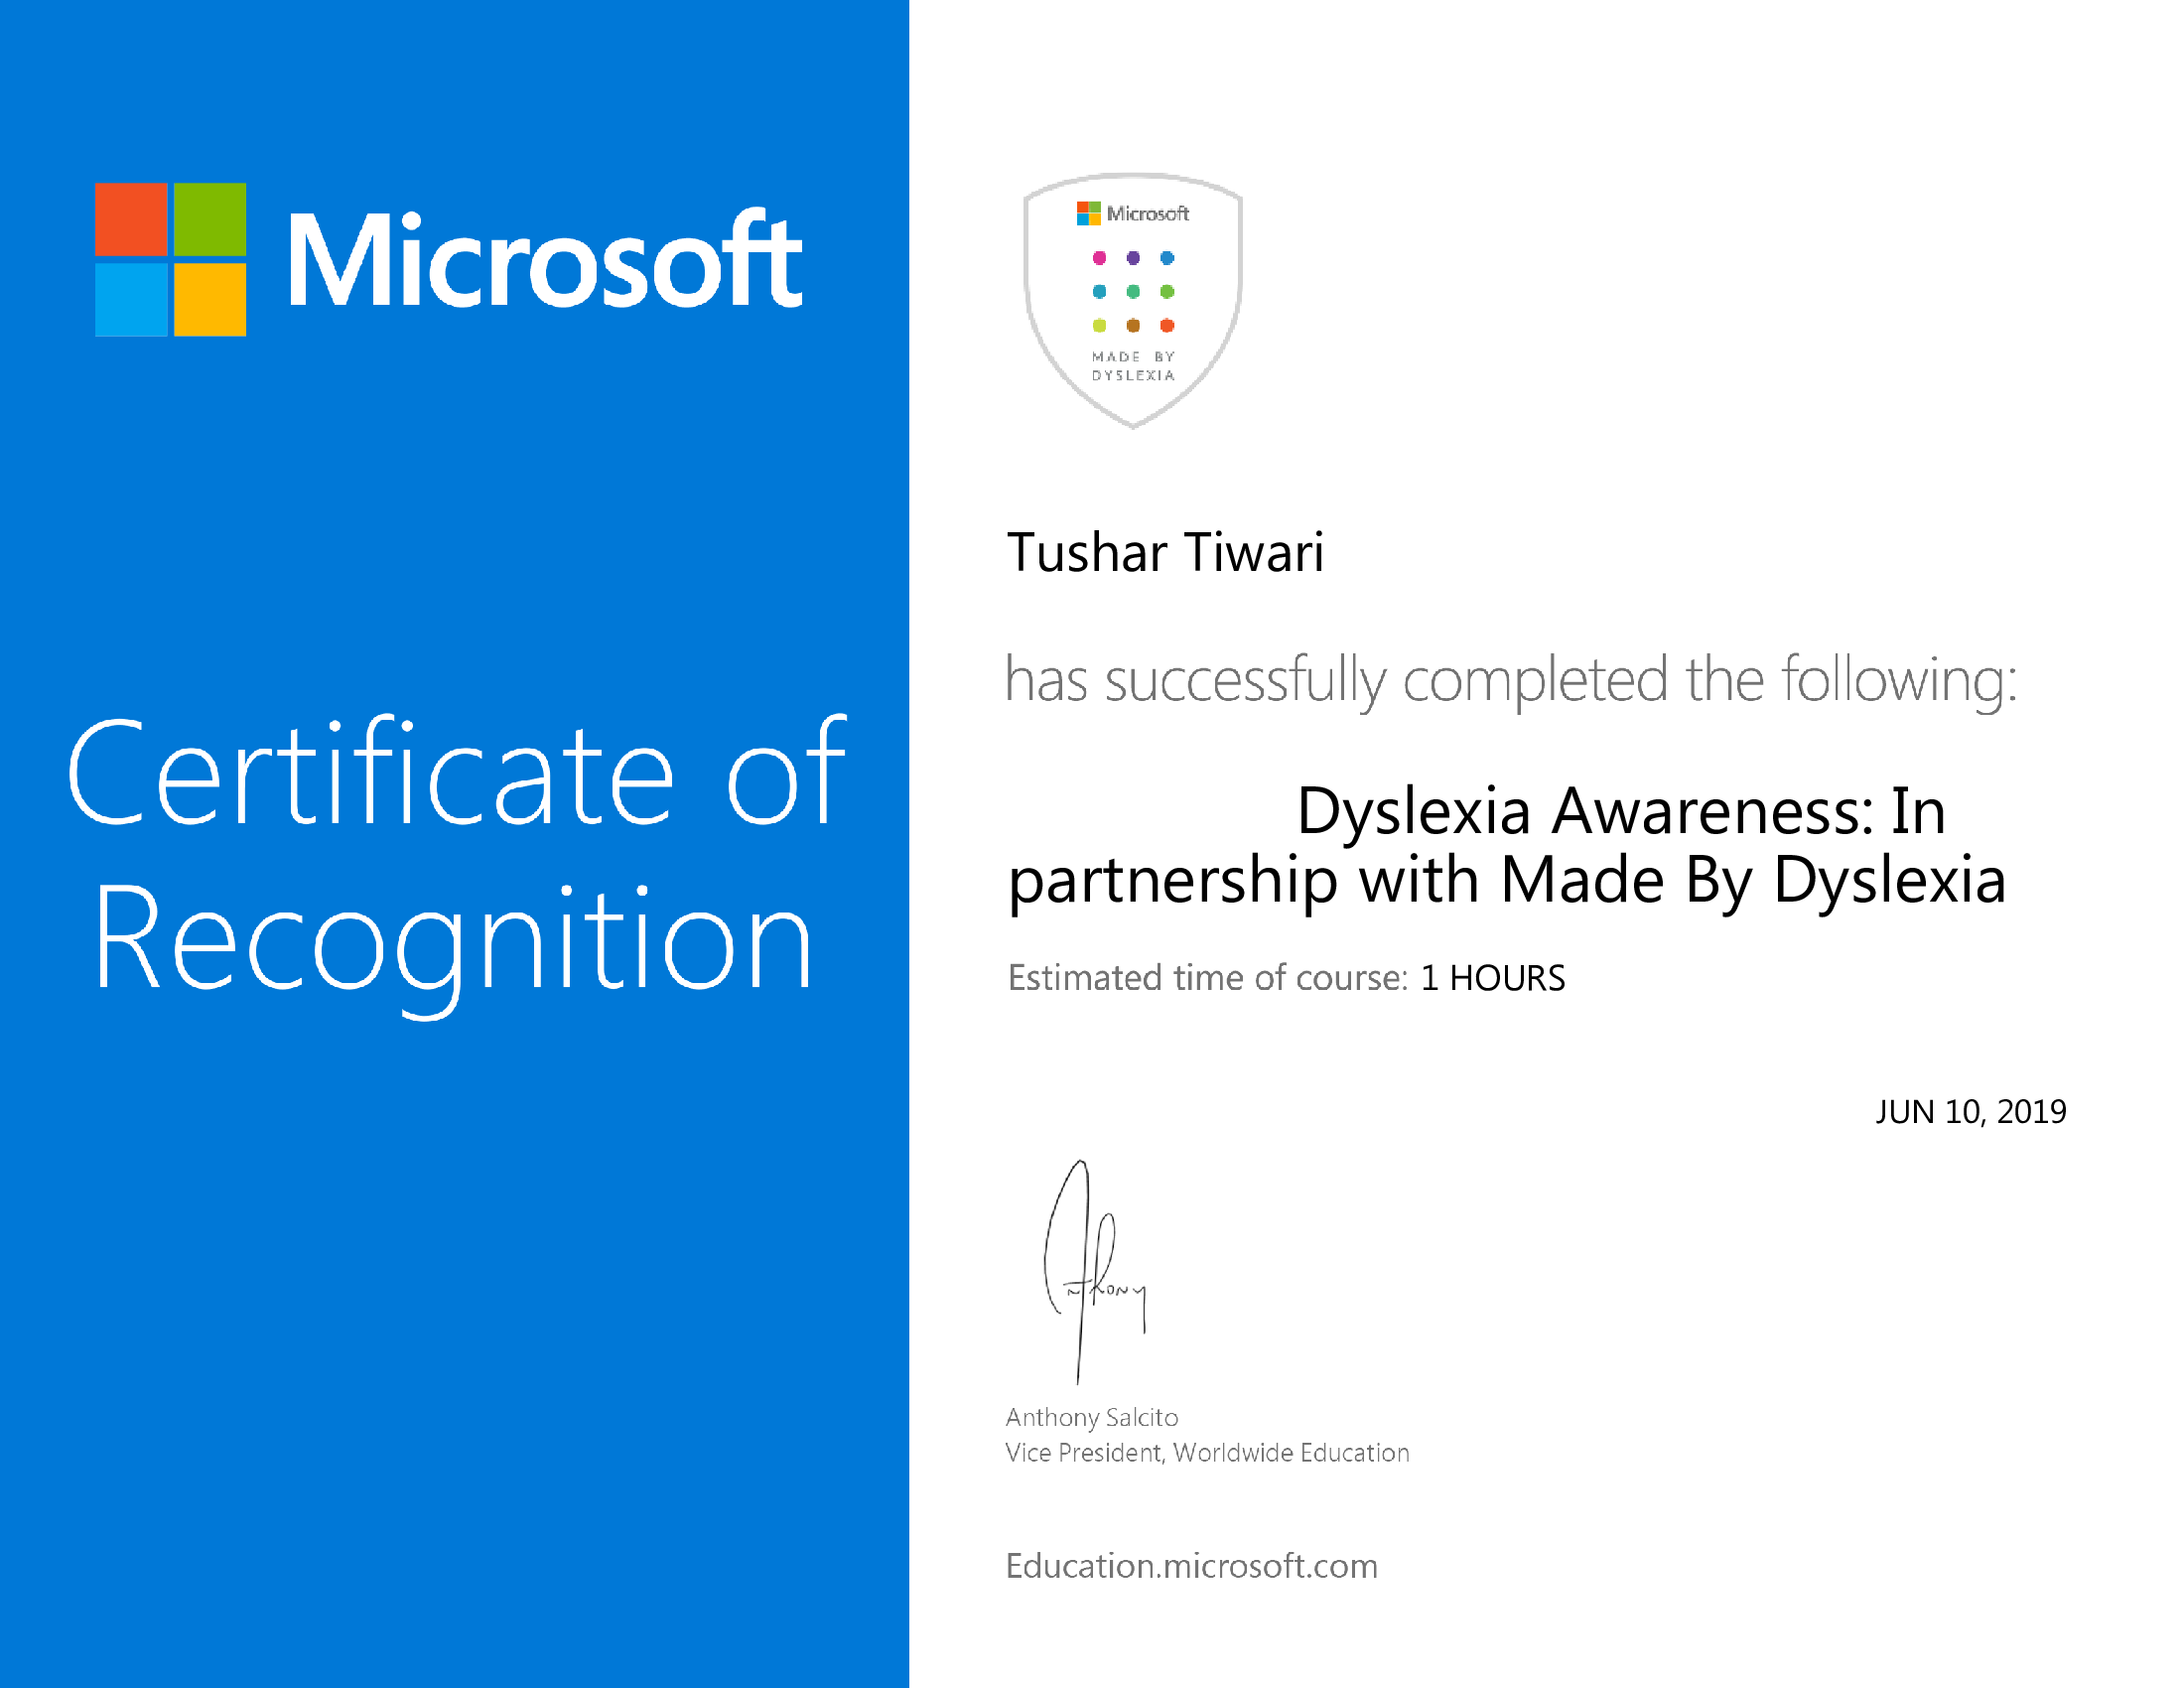 Microsoft
Certificate of
Recognition
Microsoft
MADE BY
DYSLEXIA
Tushar Tiwari
has successfully completed the following:
Dyslexia Awareness: In
partnership with Made By Dyslexia
Estimated time of course: 1 HOURS
JUN 10, 2019
Anthony
Anthony Salcito
Vice President, Worldwide Education
Education.microsoft.com